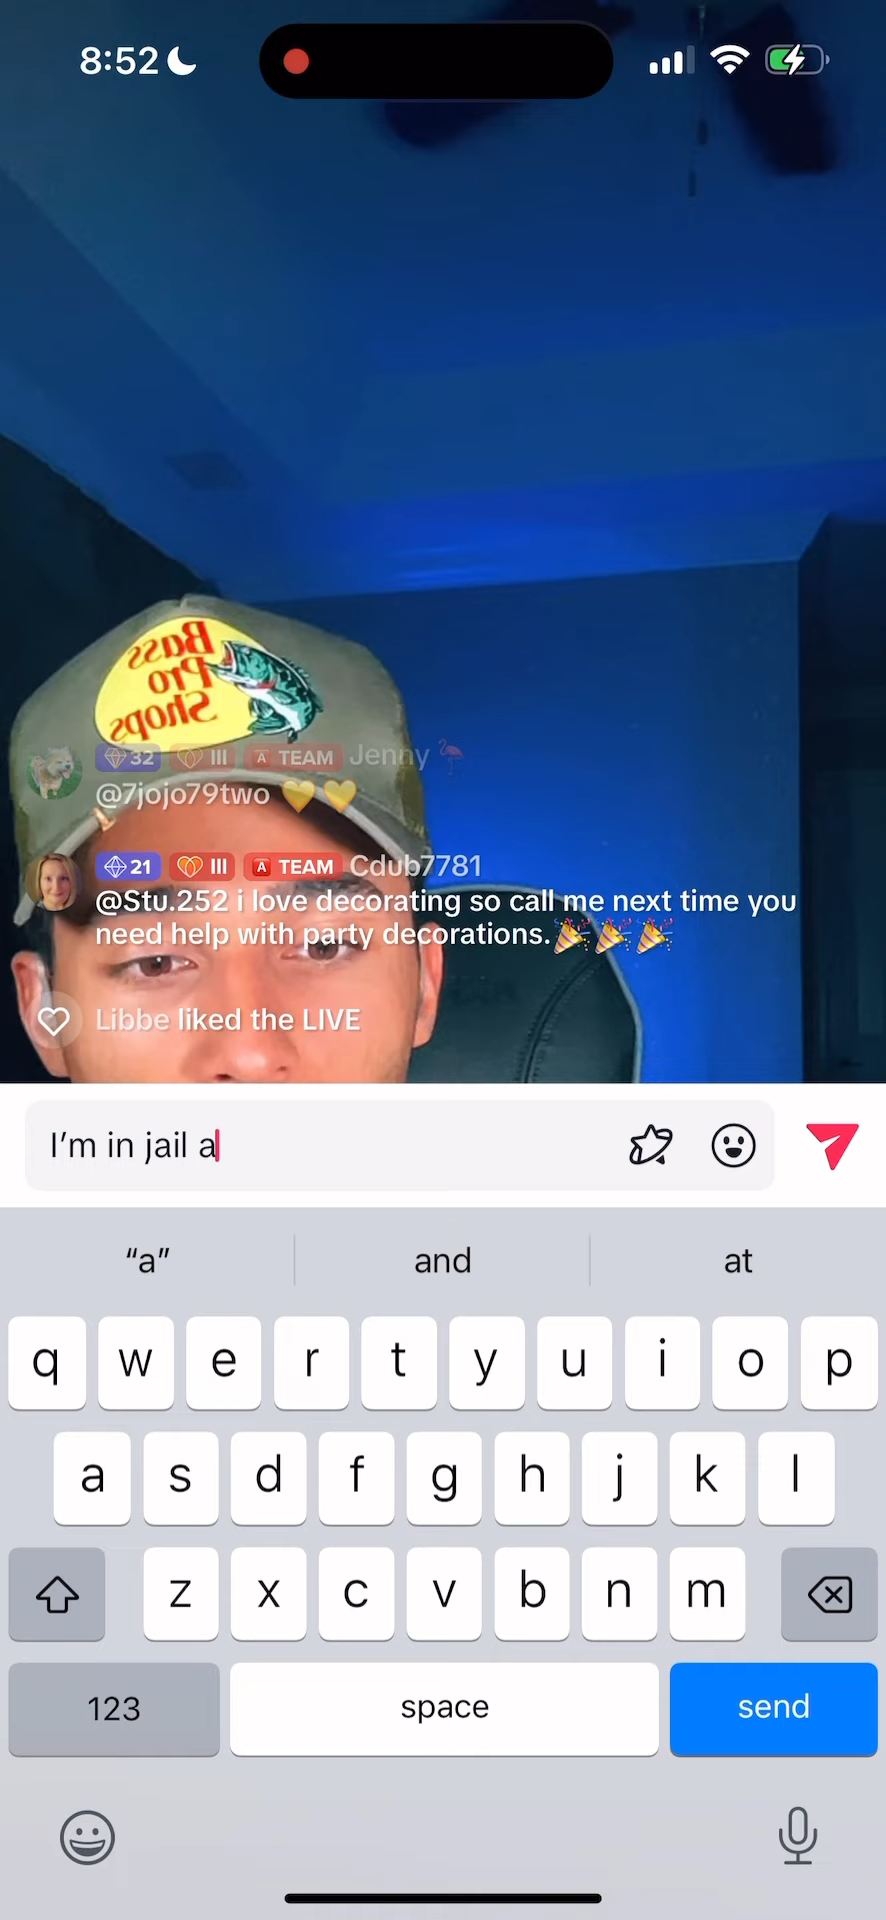 8:52
Bass
Pro
Shops
32 III A TEAM Jenny 🦩
@7jojo79two 💛💛
21 III A TEAM Cdub7781
@Stu.252 i love decorating so call me next time you
need help with party decorations.🎉🎉🎉
Libbe liked the LIVE
I’m in jail a
“a” and at
q w e r t y u i o p
a s d f g h j k l
z x c v b n m
123 space send